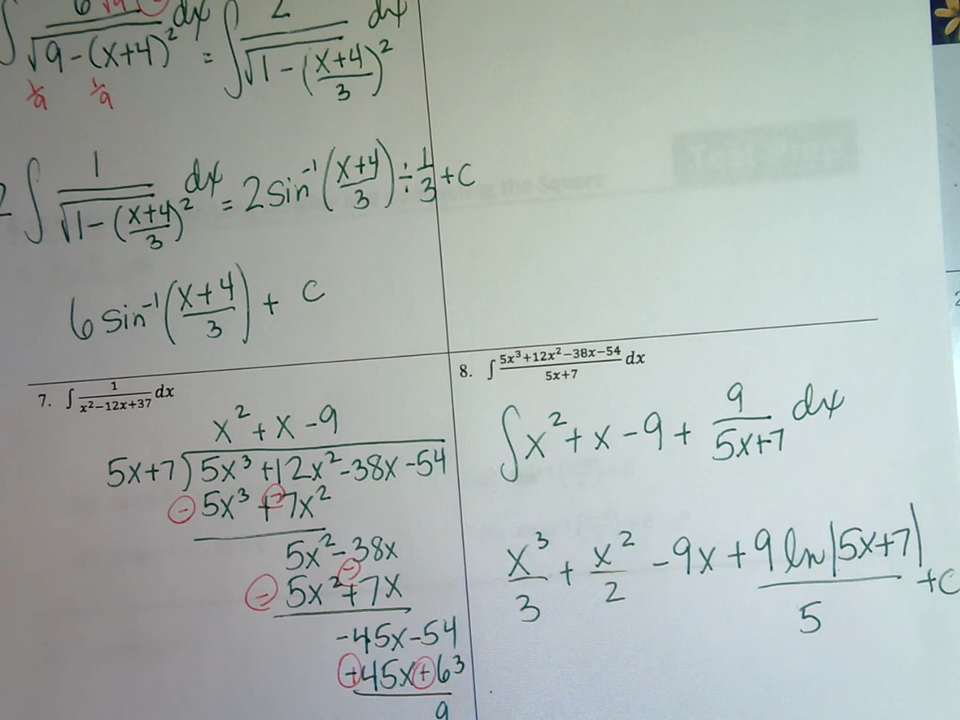 ∫ 6/√(9-(x+4)²) dx = ∫ 2/√(1-((x+4)/3)²) dx
1/9 1/9
2 ∫ 1/√(1-((x+4)/3)²) dx = 2 sin⁻¹((x+4)/3) ÷ 1/3 + C
6 sin⁻¹((x+4)/3) + C
7. ∫ 1/(x²-12x+37) dx
x² + x - 9
5x+7 ) 5x³ + 12x² - 38x - 54
- 5x³ + 7x²
-
5x² - 38x
- 5x² + 7x
-
-45x - 54
+ 45x + 63
9
8. ∫ (5x³+12x²-38x-54)/(5x+7) dx
∫ x² + x - 9 + 9/(5x+7) dx
x³/3 + x²/2 - 9x + 9 ln|5x+7|/5 + C